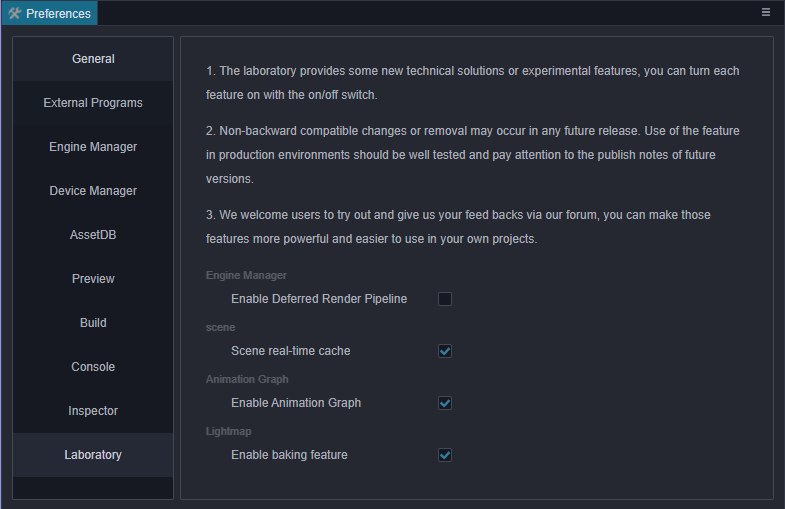 Preferences
General
External Programs
Engine Manager
Device Manager
AssetDB
Preview
Build
Console
Inspector
Laboratory
1. The laboratory provides some new technical solutions or experimental features, you can turn each
feature on with the on/off switch.
2. Non-backward compatible changes or removal may occur in any future release. Use of the feature
in production environments should be well tested and pay attention to the publish notes of future
versions.
3. We welcome users to try out and give us your feed backs via our forum, you can make those
features more powerful and easier to use in your own projects.
Engine Manager
Enable Deferred Render Pipeline
scene
Scene real-time cache
Animation Graph
Enable Animation Graph
Lightmap
Enable baking feature